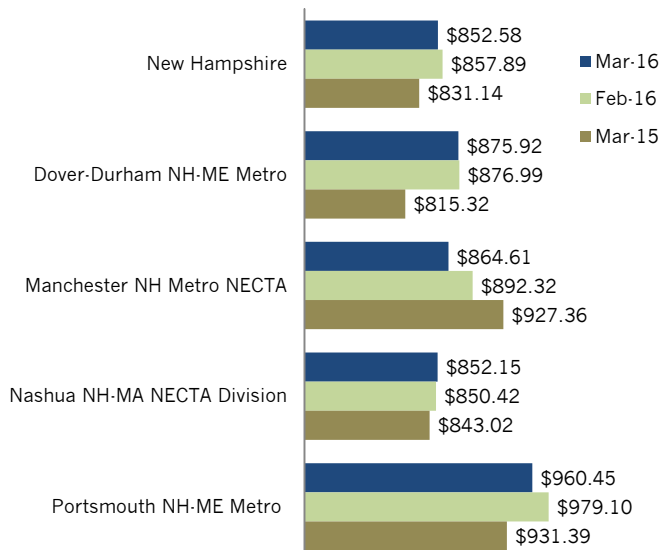 $852.58
New Hampshire $857.89
$831.14
Mar-16
Feb-16
Mar-15
$875.92
Dover-Durham NH-ME Metro $876.99
$815.32
$864.61
Manchester NH Metro NECTA $892.32
$927.36
$852.15
Nashua NH-MA NECTA Division $850.42
$843.02
$960.45
Portsmouth NH-ME Metro $979.10
$931.39